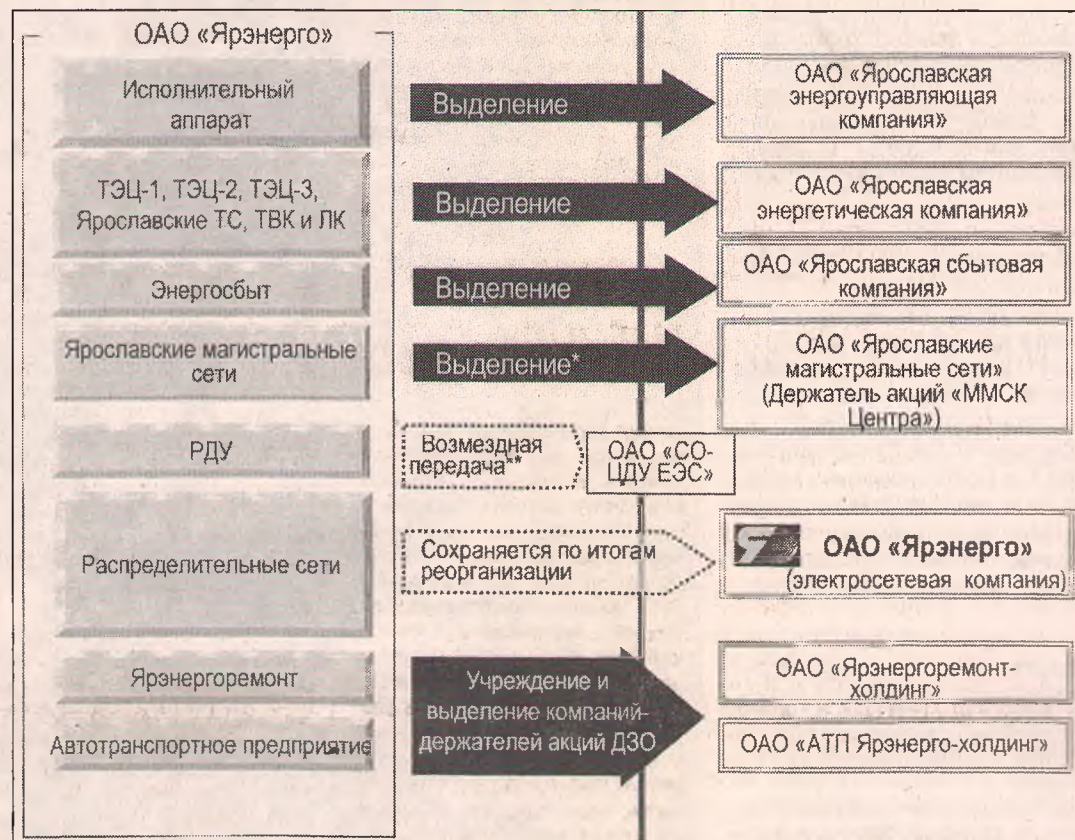 ОАО «Ярэнерго»
Исполнительный
аппарат
Выделение
ОАО «Ярославская
энергоуправляющая
компания»
ТЭЦ-1, ТЭЦ-2, ТЭЦ-3,
Ярославские ТС, ТВК и ЛК
Выделение
ОАО «Ярославская
энергетическая компания»
Энергосбыт
Выделение
ОАО «Ярославская сбытовая
компания»
Ярославские магистральные
сети
Выделение*
ОАО «Ярославские
магистральные сети»
(Держатель акций «ММСК
Центра»)
РДУ
Возмездная
передача**
ОАО «СО-
ЦДУ ЕЭС»
Распределительные сети
Сохраняется по итогам
реорганизации
ОАО «Ярэнерго»
(электросетевая компания)
Ярэнергоремонт
Автотранспортное предприятие
Учреждение и
выделение компаний-
держателей акций ДЗО
ОАО «Ярэнергоремонт-
холдинг»
ОАО «АТП Ярэнерго-холдинг»